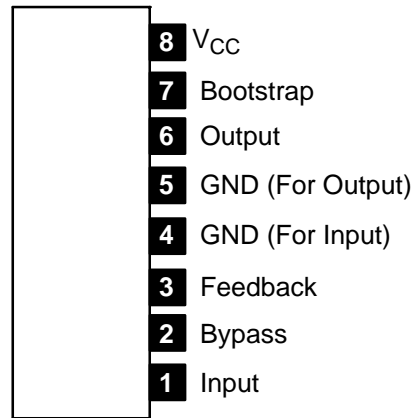 8 VCC
7 Bootstrap
6 Output
5 GND (For Output)
4 GND (For Input)
3 Feedback
2 Bypass
1 Input